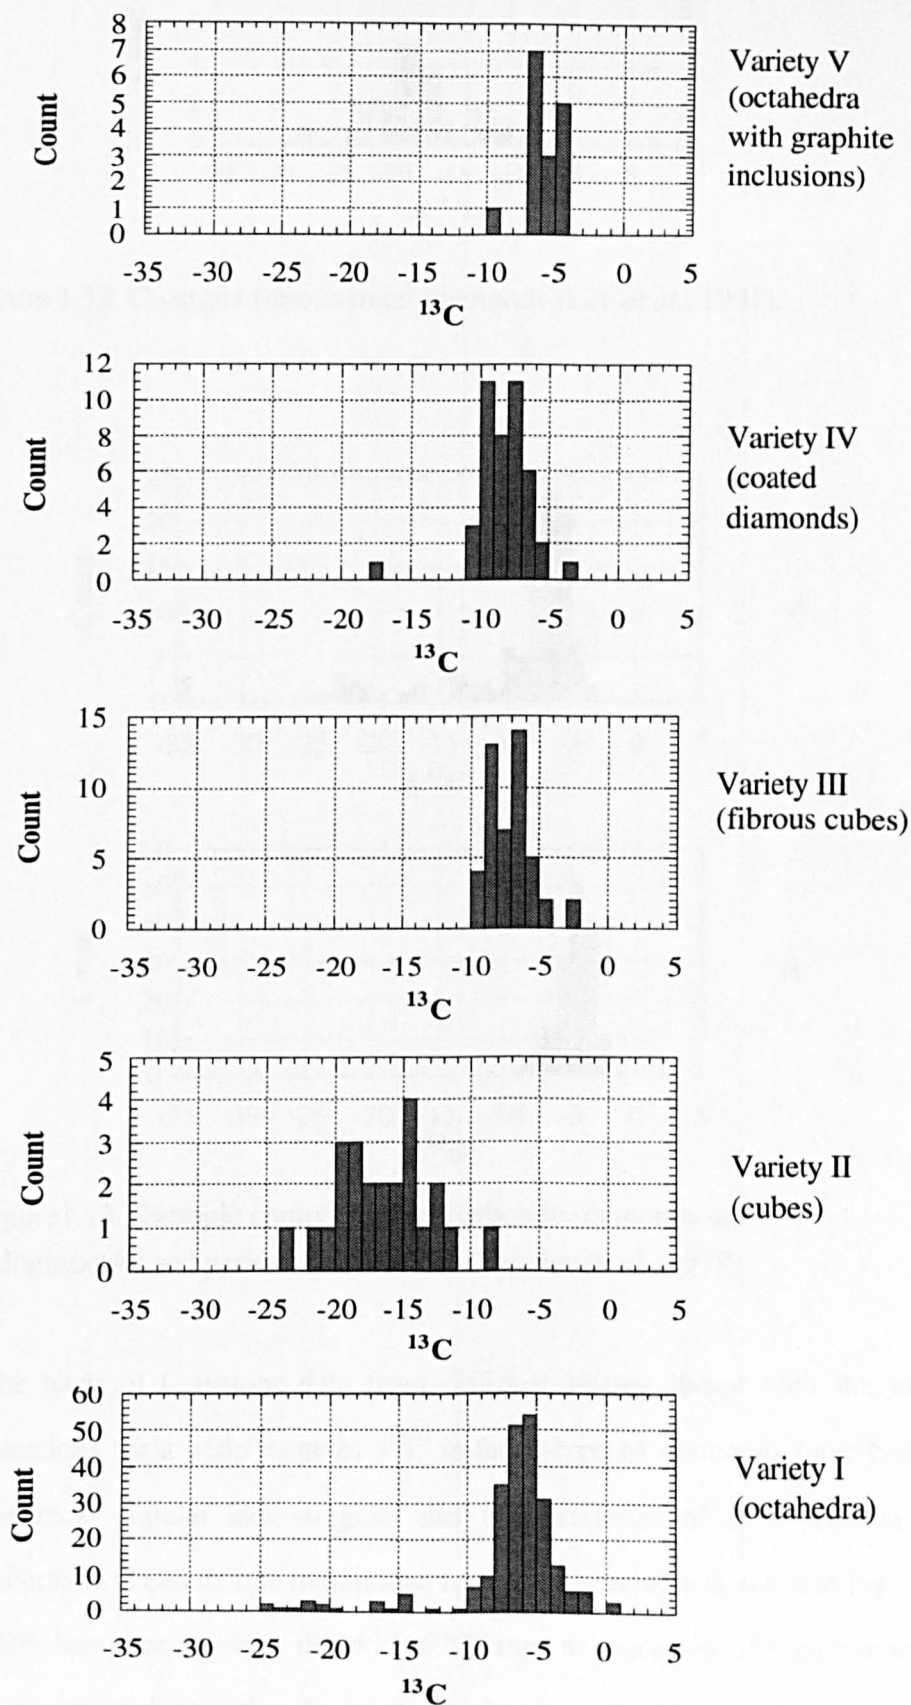 8
7
6
5
4
3
2
1
0
Count
-35 -30 -25 -20 -15 -10 -5 0 5
13C
Variety V
(octahedra
with graphite
inclusions)
12
10
8
6
4
2
0
Count
-35 -30 -25 -20 -15 -10 -5 0 5
13C
Variety IV
(coated
diamonds)
15
10
5
0
Count
-35 -30 -25 -20 -15 -10 -5 0 5
13C
Variety III
(fibrous cubes)
5
4
3
2
1
0
Count
-35 -30 -25 -20 -15 -10 -5 0 5
13C
Variety II
(cubes)
60
50
40
30
20
10
0
Count
-35 -30 -25 -20 -15 -10 -5 0 5
13C
Variety I
(octahedra)